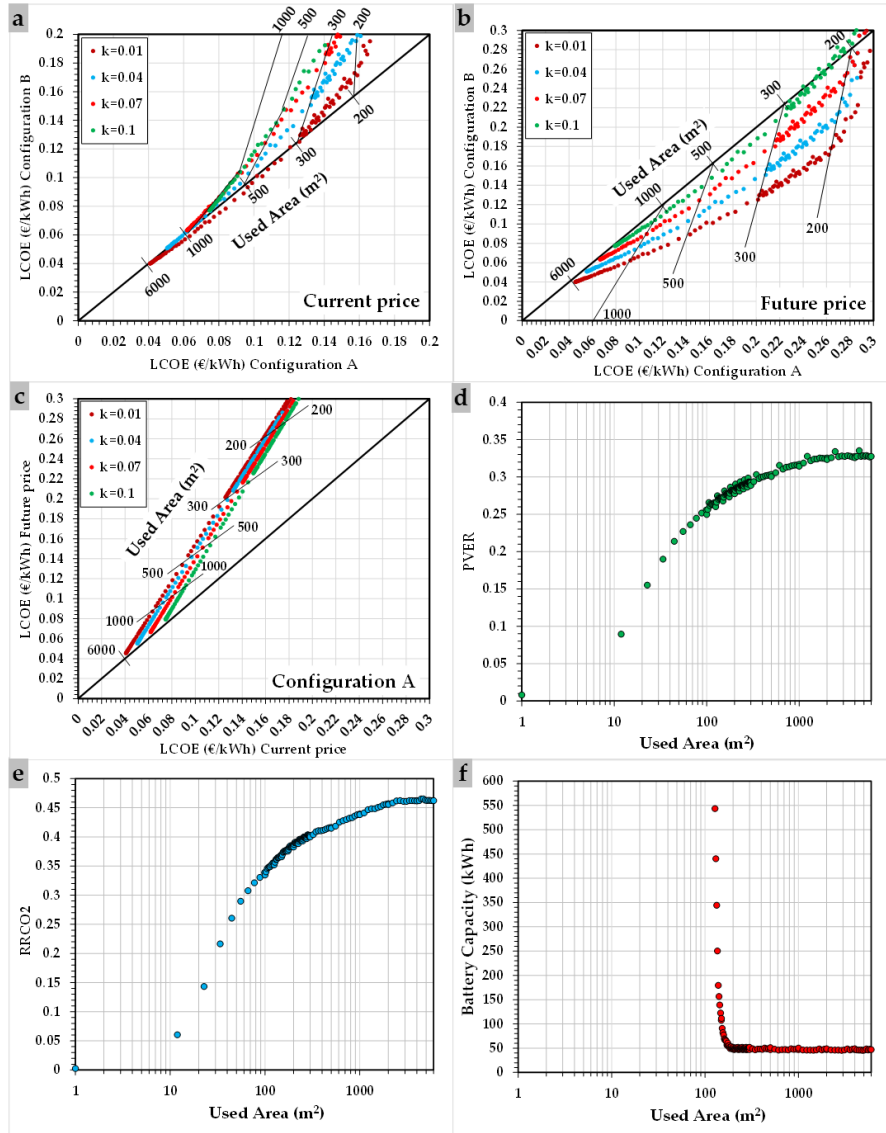 a
0.2
0.18
0.16
0.14
0.12
0.1
0.08
0.06
0.04
0.02
0
LCOE (€/kWh) Configuration B
k=0.01
k=0.04
k=0.07
k=0.1
1000
500
300
200
200
300
500
1000
6000
Used Area (m²)
Current price
0 0.02 0.04 0.06 0.08 0.1 0.12 0.14 0.16 0.18 0.2
LCOE (€/kWh) Configuration A
b
0.3
0.28
0.26
0.24
0.22
0.2
0.18
0.16
0.14
0.12
0.1
0.08
0.06
0.04
0.02
0
LCOE (€/kWh) Configuration B
k=0.01
k=0.04
k=0.07
k=0.1
200
300
500
1000
6000
Used Area (m²)
200
300
500
1000
Future price
0 0.02 0.04 0.06 0.08 0.1 0.12 0.14 0.16 0.18 0.2 0.22 0.24 0.26 0.28 0.3
LCOE (€/kWh) Configuration A
c
0.3
0.28
0.26
0.24
0.22
0.2
0.18
0.16
0.14
0.12
0.1
0.08
0.06
0.04
0.02
0
LCOE (€/kWh) Future price
k=0.01
k=0.04
k=0.07
k=0.1
200
200
300
300
500
500
1000
1000
6000
Used Area (m²)
Configuration A
0 0.02 0.04 0.06 0.08 0.1 0.12 0.14 0.16 0.18 0.2 0.22 0.24 0.26 0.28 0.3
LCOE (€/kWh) Current price
d
0.4
0.35
0.3
0.25
0.2
0.15
0.1
0.05
0
PVER
1 10 100 1000
Used Area (m²)
e
0.5
0.45
0.4
0.35
0.3
0.25
0.2
0.15
0.1
0.05
0
RRCO2
1 10 100 1000
Used Area (m²)
f
600
550
500
450
400
350
300
250
200
150
100
50
0
Battery Capacity (kWh)
1 10 100 1000
Used Area (m²)